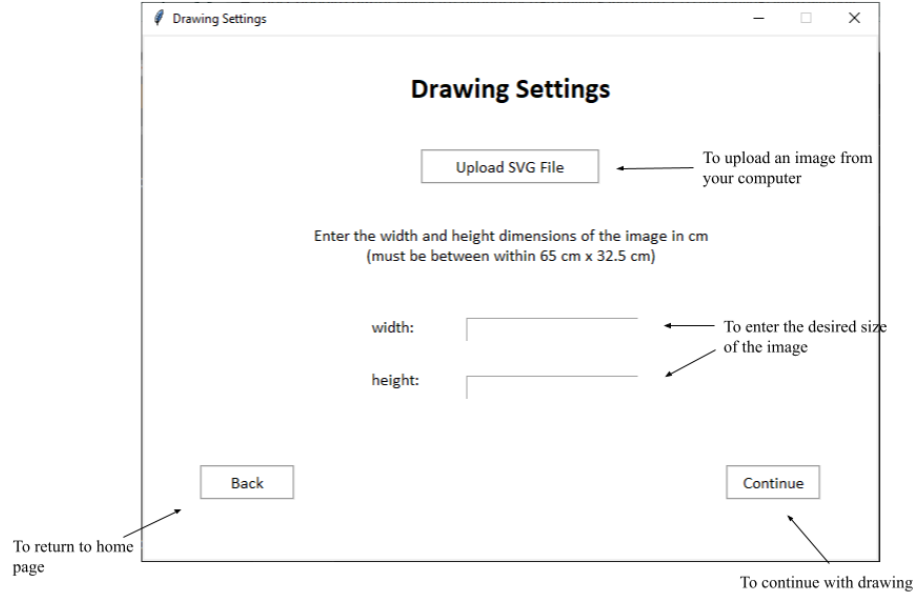 Drawing Settings
Drawing Settings
Upload SVG File
To upload an image from
your computer
Enter the width and height dimensions of the image in cm
(must be between within 65 cm x 32.5 cm)
width:
To enter the desired size
of the image
height:
Back
Continue
To return to home
page
To continue with drawing